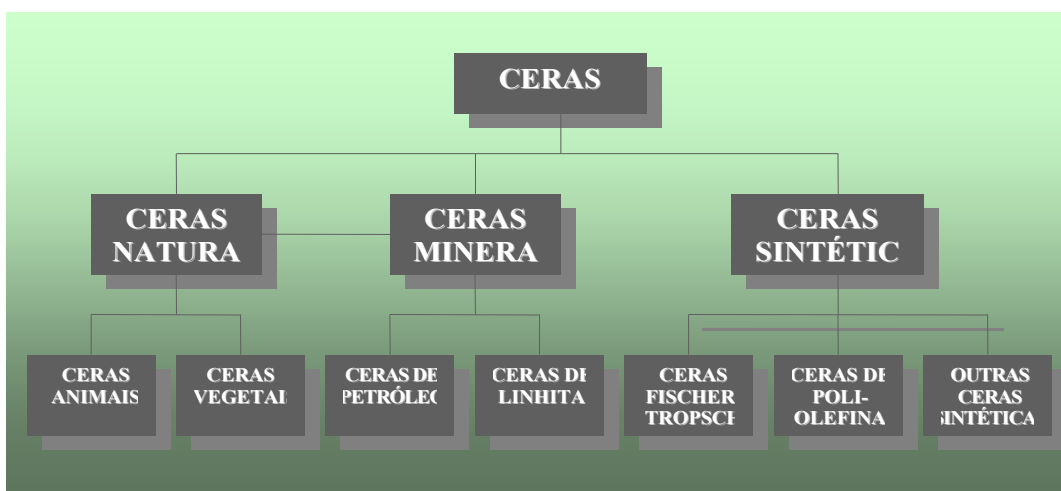 CERAS
CERAS
NATURA
CERAS
MINERA
CERAS
SINTÉTIC
CERAS
ANIMAIS
CERAS
VEGETAI
CERAS DE
PETRÓLEO
CERAS DE
LINHITA
CERAS
FISCHER
TROPSCH
CERAS DE
POLI-
OLEFINA
OUTRAS
CERAS
SINTÉTICA